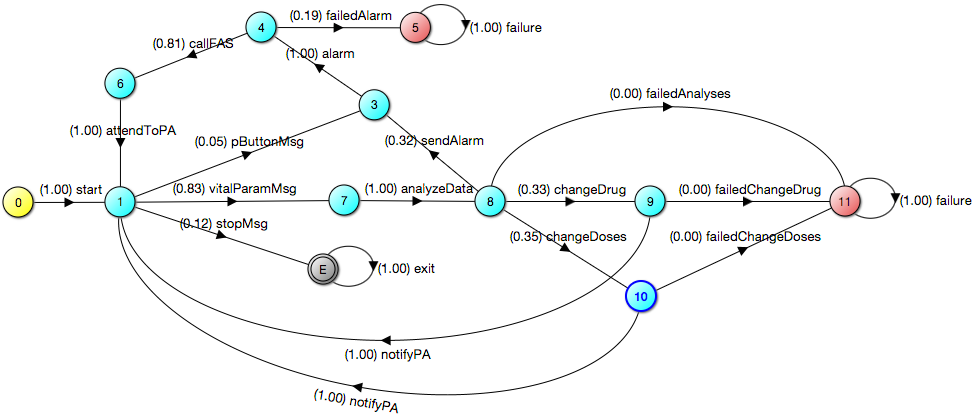 (0.19) failedAlarm
4
5
(1.00) failure
(0.81) callFAS
(1.00) alarm
6
(0.00) failedAnalyses
3
(1.00) attendToPA
(0.05) pButtonMsg
(0.32) sendAlarm
(1.00) start
(0.83) vitalParamMsg
(1.00) analyzeData
(0.33) changeDrug
(0.00) failedChangeDrug
0
1
7
8
9
11
(1.00) failure
(0.12) stopMsg
(0.35) changeDoses
(0.00) failedChangeDoses
E
(1.00) exit
10
(1.00) notifyPA
(1.00) notifyPA